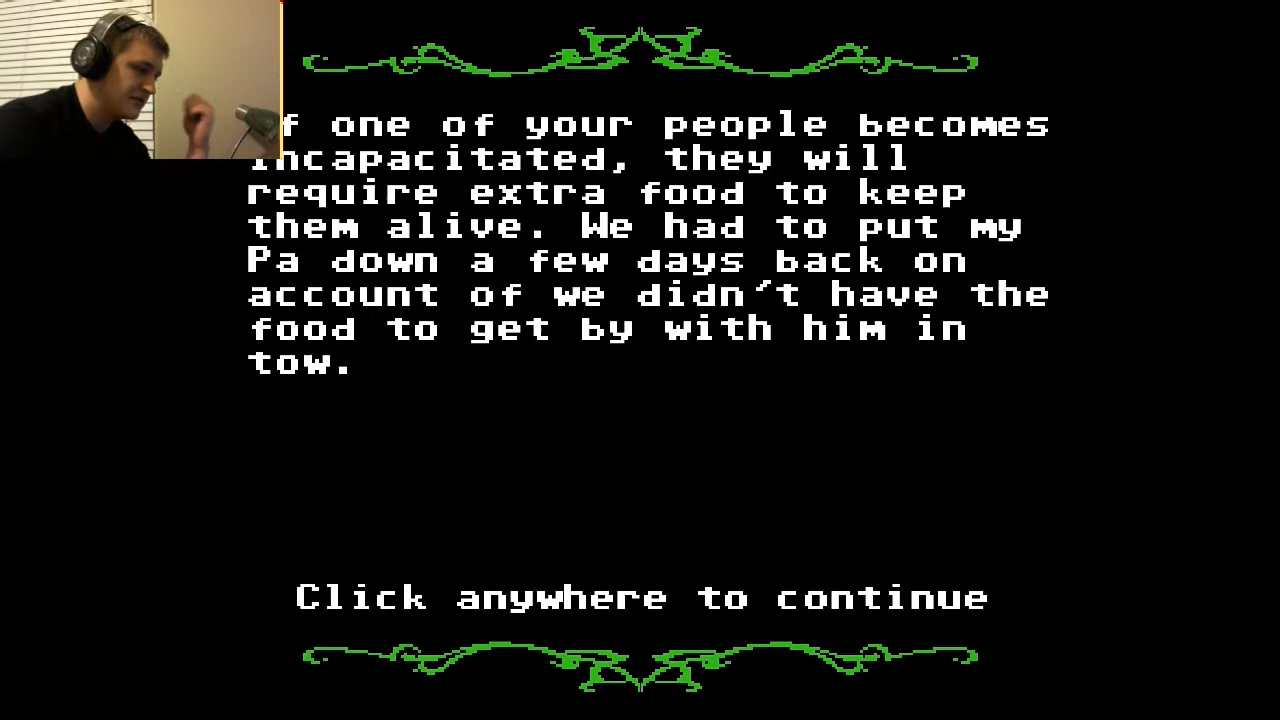 f one of your people becomes
incapacitated, they will
require extra food to keep
them alive. We had to put my
Pa down a few days back on
account of we didn't have the
food to get by with him in
tow.
Click anywhere to continue